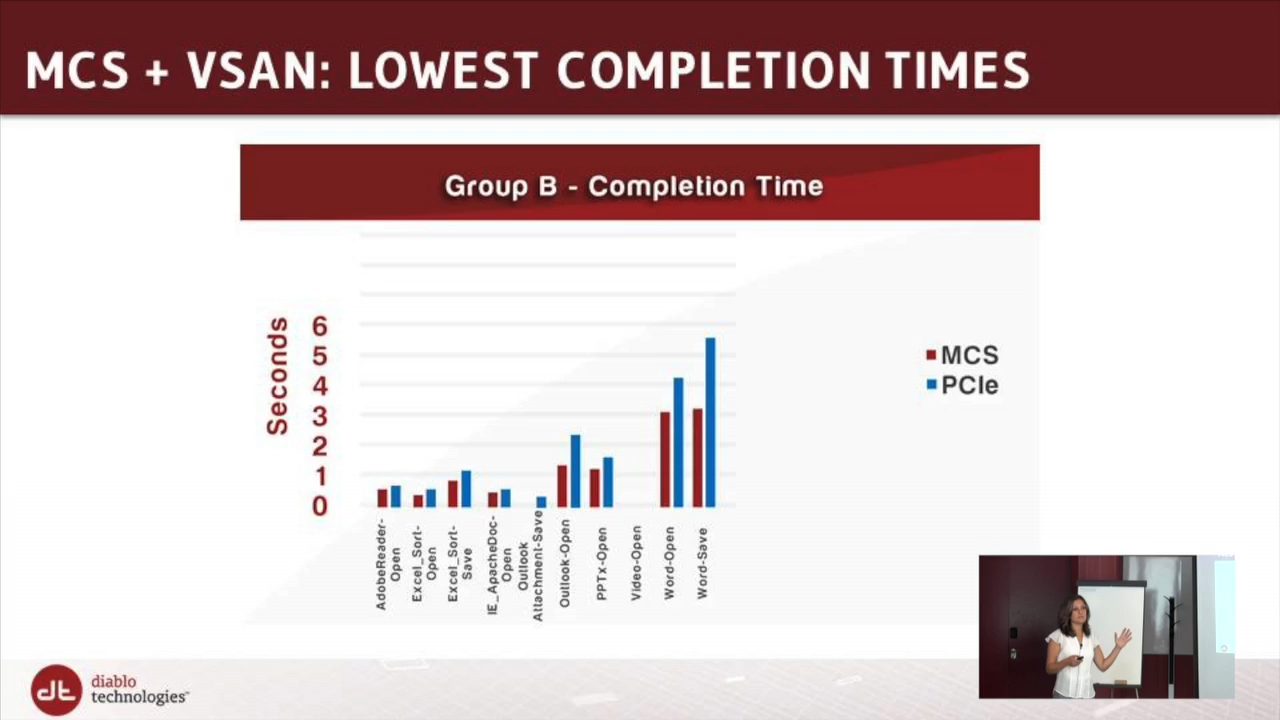 MCS + VSAN: LOWEST COMPLETION TIMES
Group B - Completion Time
Seconds
6
5
4
3
2
1
0
MCS
PCIe
AdobeReader-
Open
Excel_Sort-
Open
Excel_Sort-
Save
IE_ApacheDoc-
Open
Outlook
Attachment-Save
Outlook-Open
PPTx-Open
Video-Open
Word-Open
Word-Save
dt
diablo
technologies™